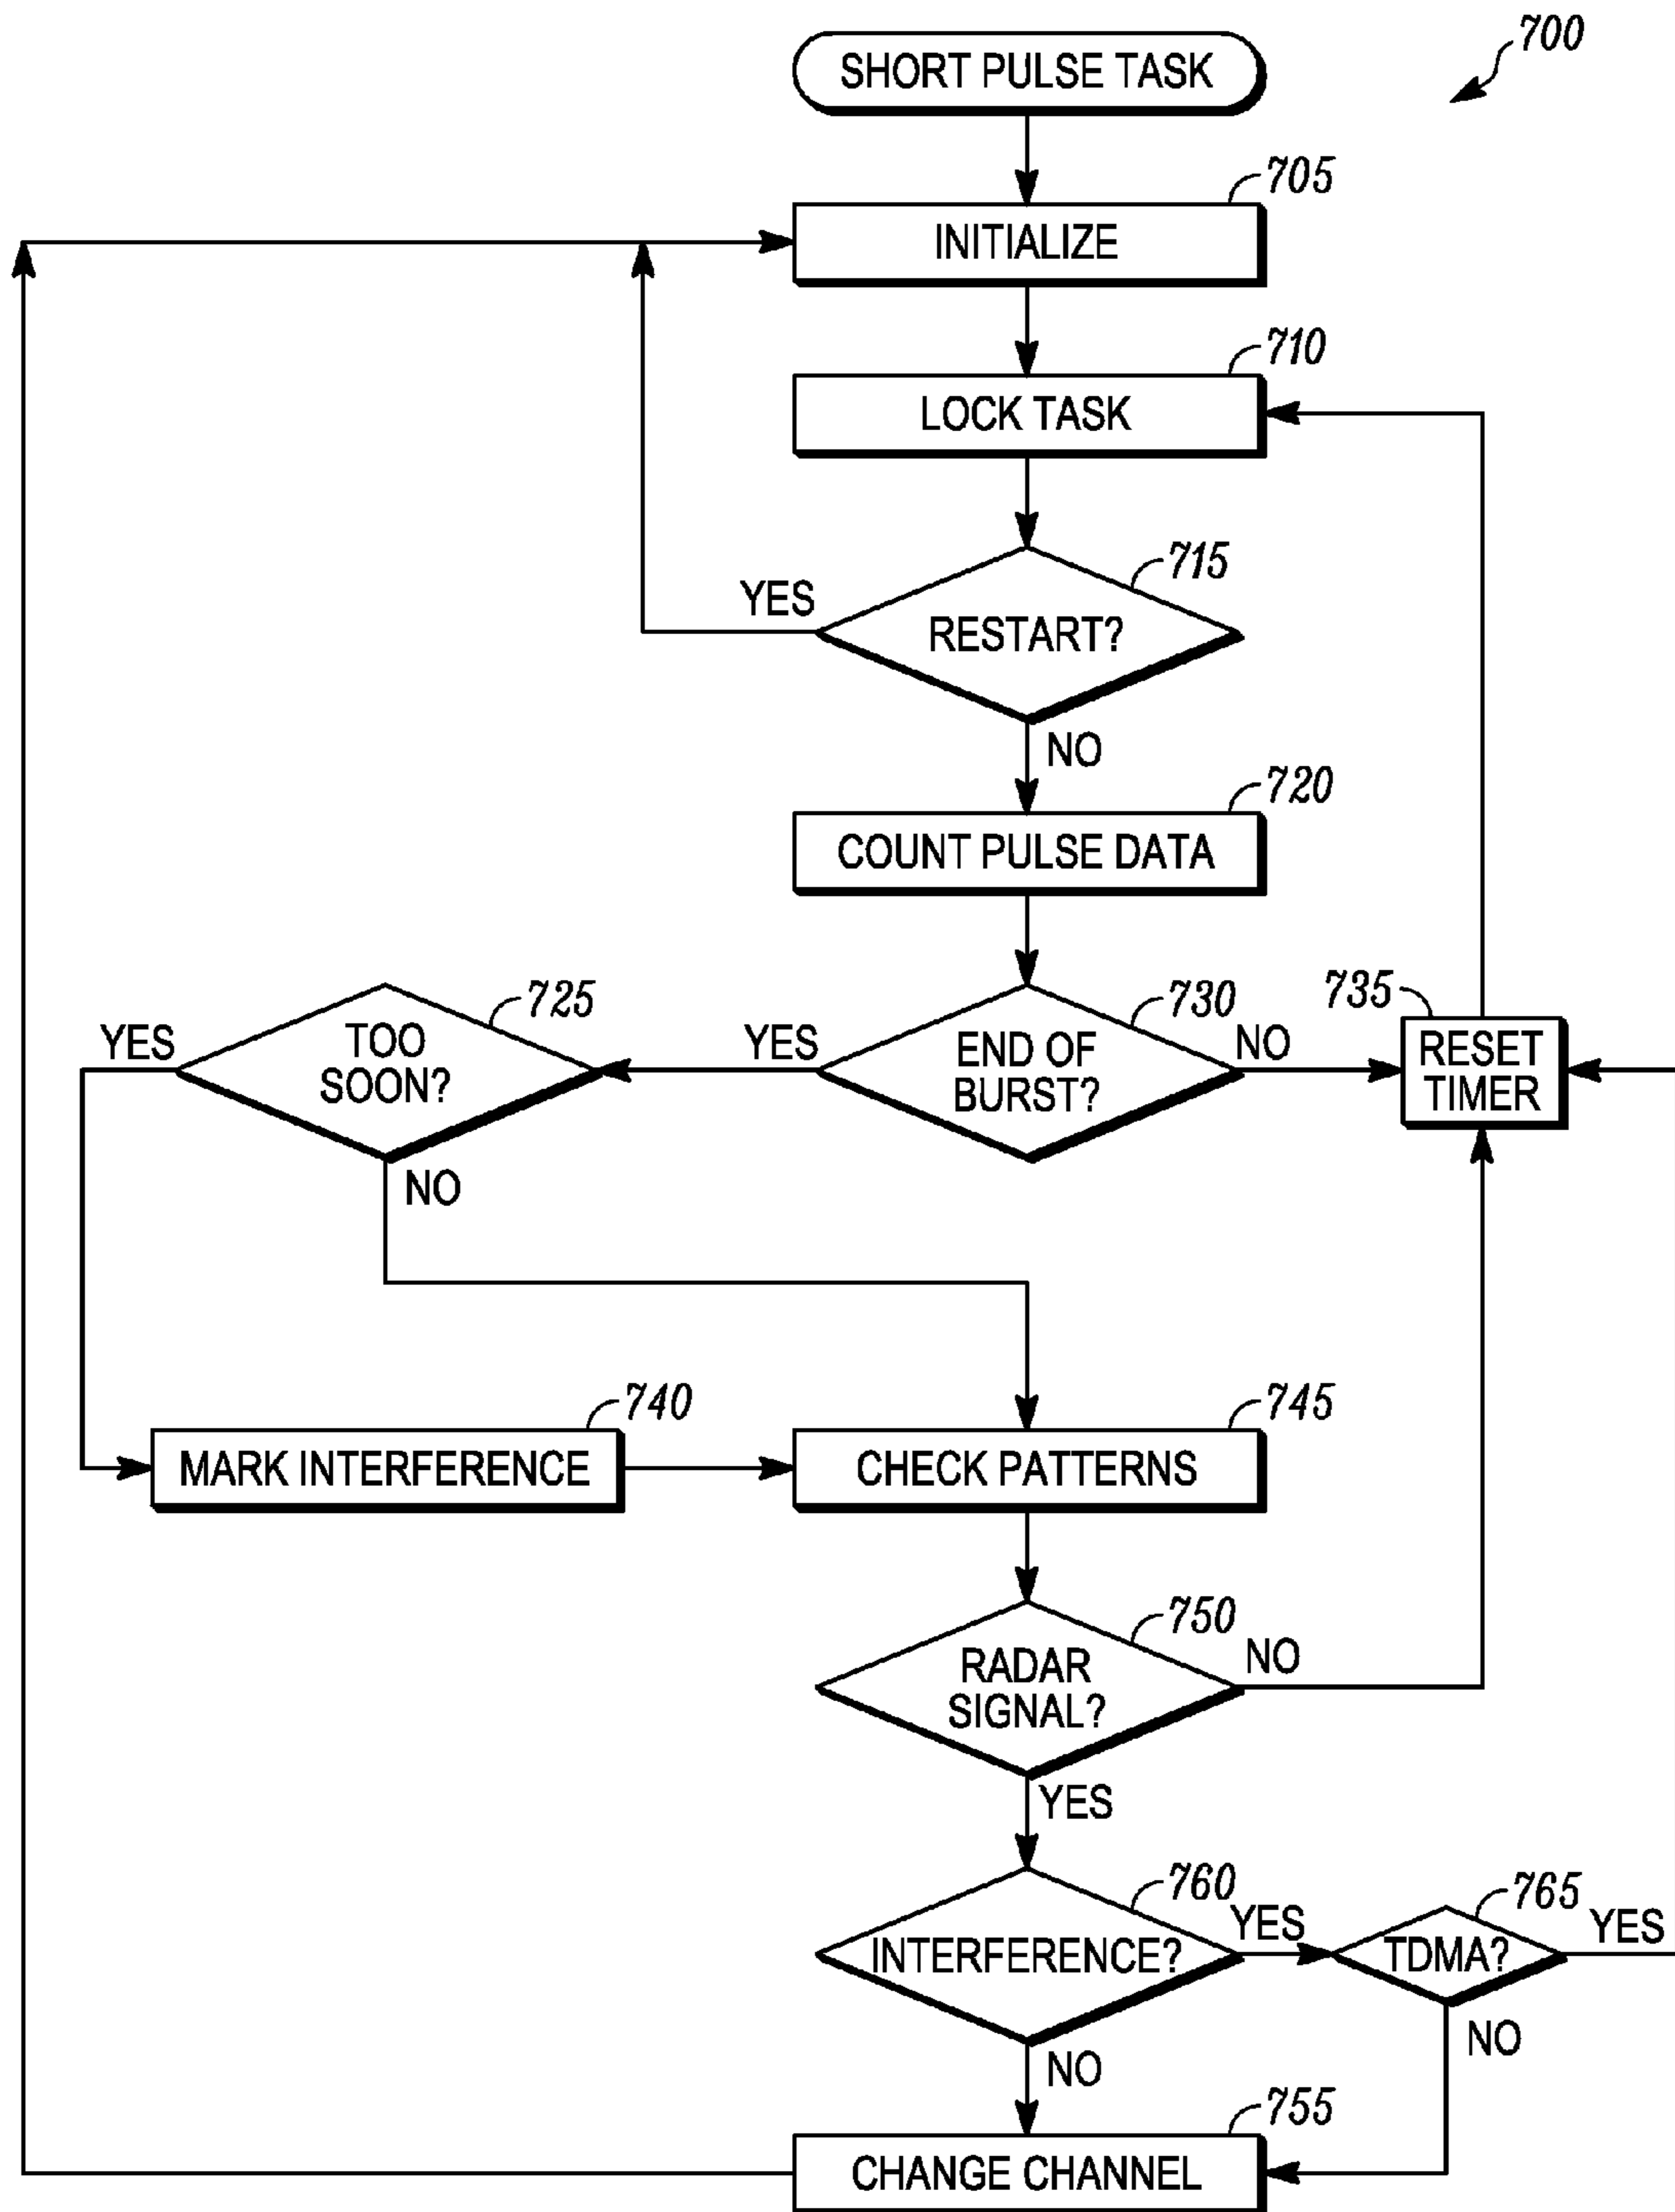 700
SHORT PULSE TASK
705
INITIALIZE
710
LOCK TASK
715
YES
RESTART?
NO
720
COUNT PULSE DATA
725
730
735
YES
TOO
SOON?
YES
END OF
BURST?
NO
RESET
TIMER
NO
740
745
MARK INTERFERENCE
CHECK PATTERNS
750
RADAR
SIGNAL?
NO
YES
760
765
INTERFERENCE?
YES
TDMA?
YES
NO
NO
755
CHANGE CHANNEL